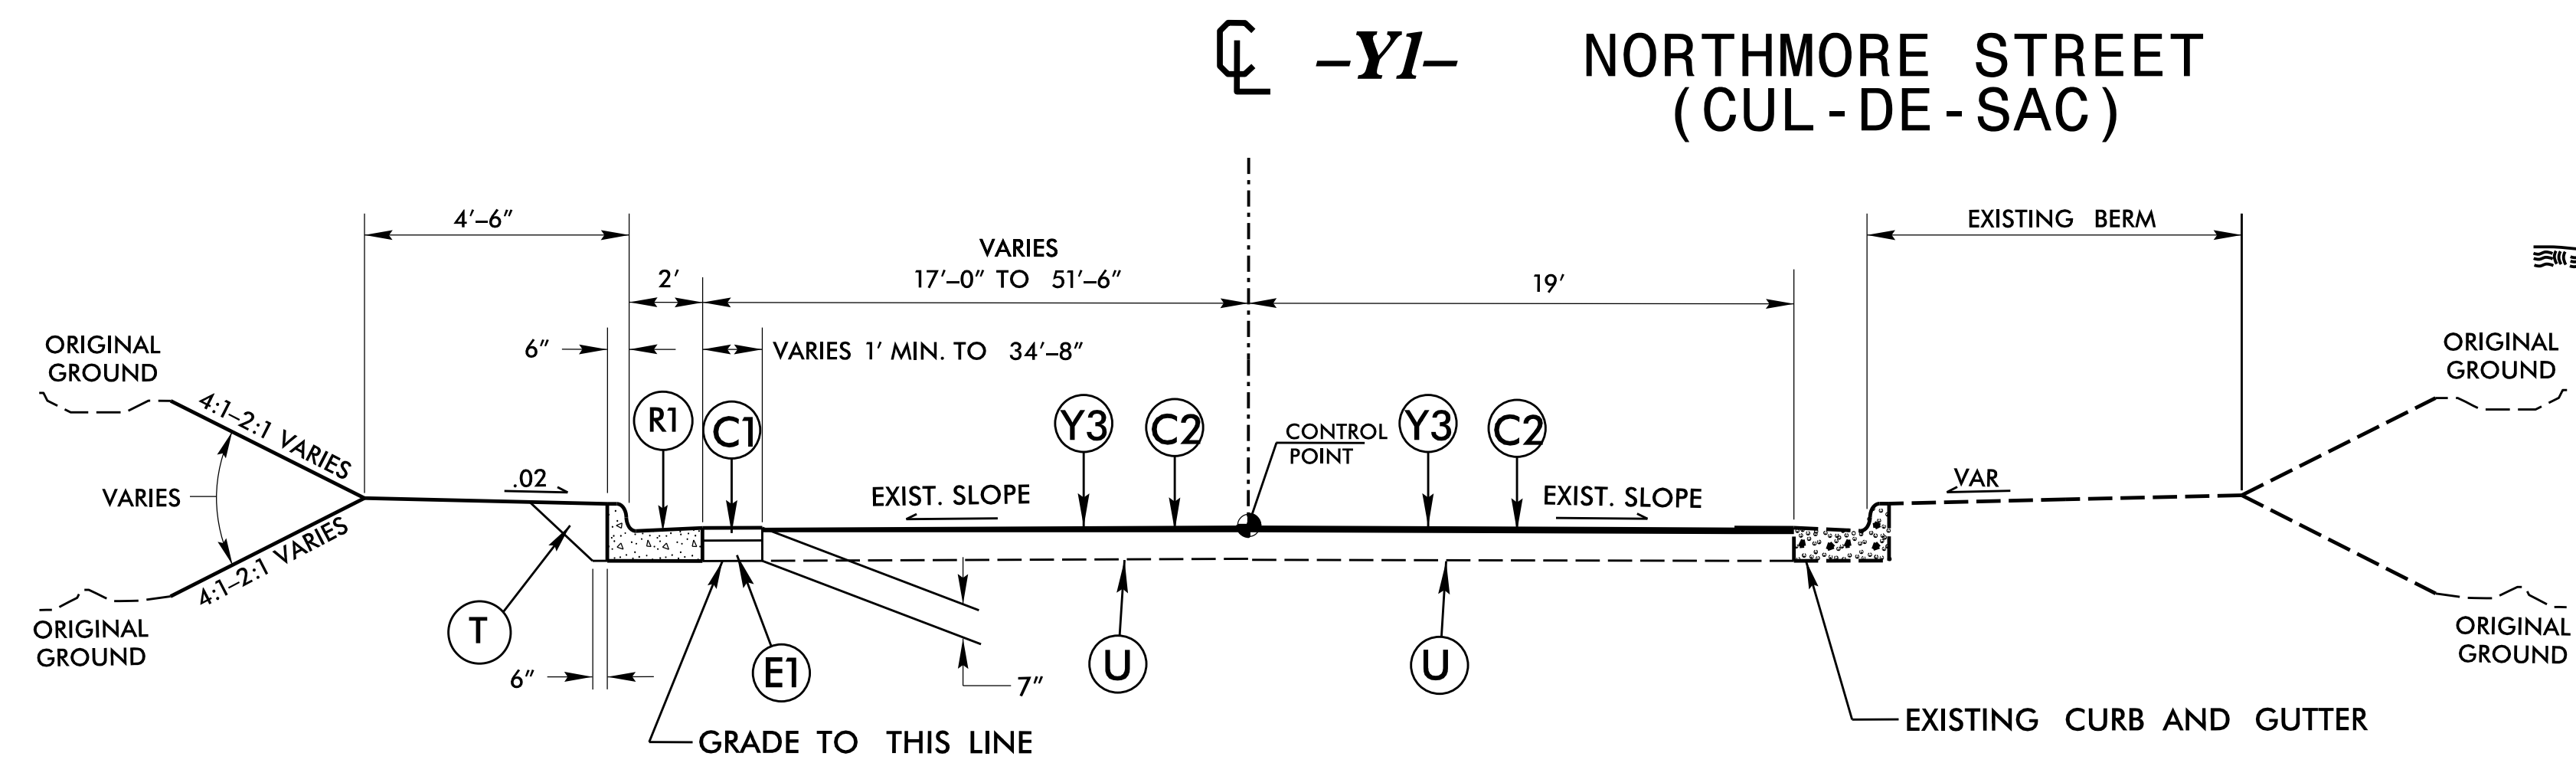 CL –Y1– NORTHMORE STREET
(CUL-DE-SAC)
4'–6"
EXISTING BERM
VARIES
17'–0" TO 51'–6"
2'
19'
6"
VARIES 1' MIN. TO 34'–8"
ORIGINAL
GROUND
ORIGINAL
GROUND
4:1–2:1 VARIES
R1
C1
Y3
C2
CONTROL
POINT
Y3
C2
VARIES
.02
EXIST. SLOPE
EXIST. SLOPE
VAR
4:1–2:1 VARIES
ORIGINAL
GROUND
T
E1
U
U
ORIGINAL
GROUND
6"
7"
GRADE TO THIS LINE
EXISTING CURB AND GUTTER